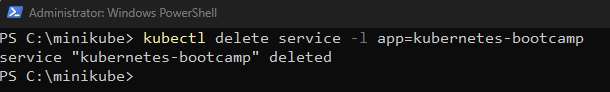 Administrator: Windows PowerShell
PS C:\minikube> kubectl delete service -l app=kubernetes-bootcamp
service "kubernetes-bootcamp" deleted
PS C:\minikube>